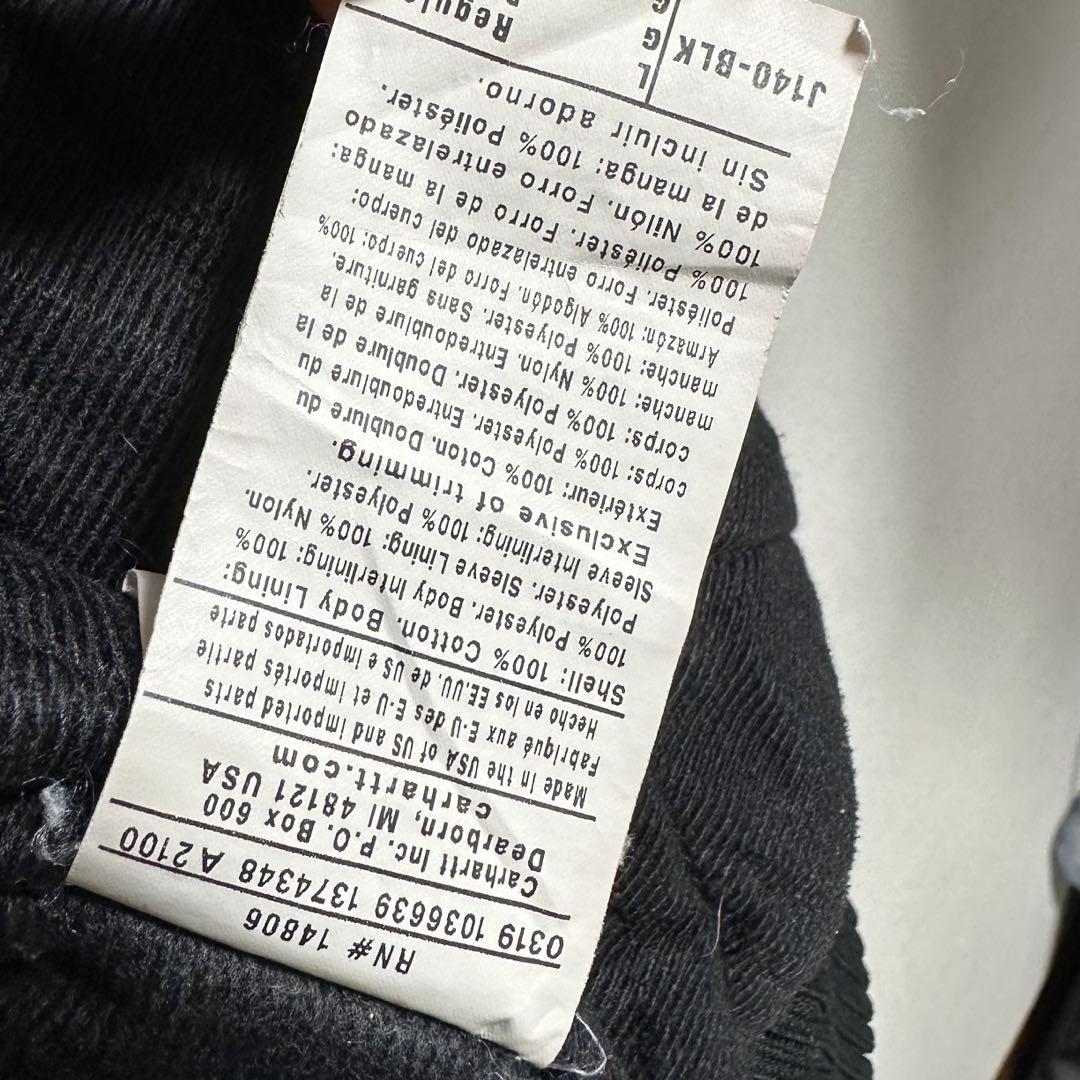 J140-BLK
L
G
G
Regular
Sin incluir adorno.
de la manga: 100% Poliéster.
100% Nilón. Forro entrelazado
100% Poliéster. Forro de la manga:
Poliéster. Forro entrelazado del cuerpo:
Armazón: 100% Algodón. Forro del cuerpo: 100%
manche: 100% Polyester. Sans garniture.
manche: 100% Nylon. Entredoublure de la
corps: 100% Polyester. Doublure de la
corps: 100% Polyester. Entredoublure du
Extérieur: 100% Coton. Doublure du
Exclusive of trimming.
Sleeve Interlining: 100% Polyester.
Polyester. Sleeve Lining: 100% Nylon.
100% Polyester. Body Interlining: 100%
Shell: 100% Cotton. Body Lining:
Hecho en los EE.UU. de US e importados parte
Fabriqué aux E-U des E-U et importés partie
Made in the USA of US and imported parts
carhartt.com
Dearborn, MI 48121 USA
Carhartt Inc. P.O. Box 600
0319 1036639 1374348 A 2100
RN# 14806